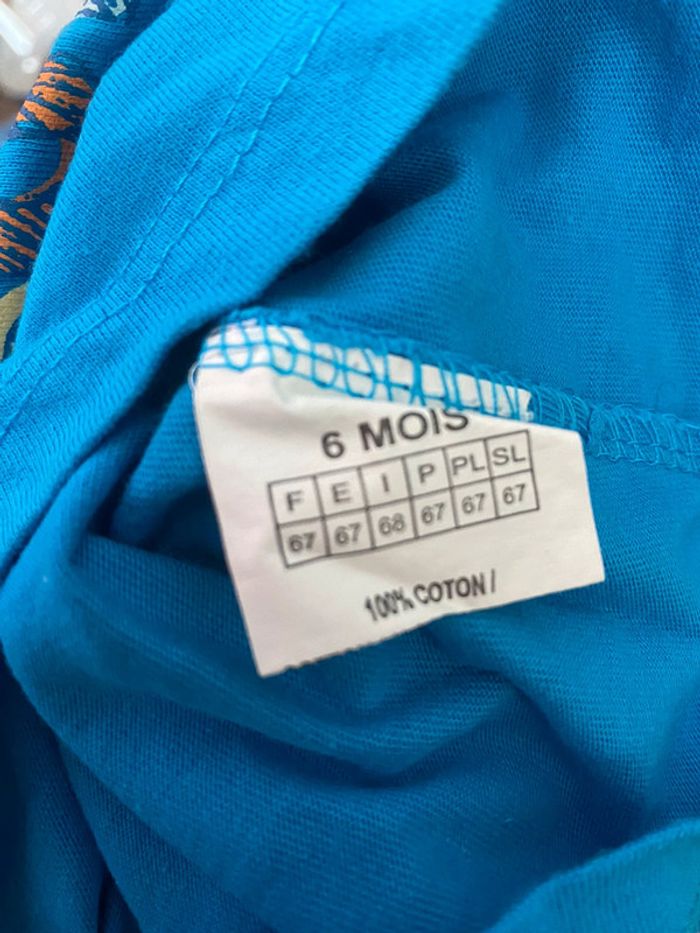 6 MOIS
F E I P PL SL
67 67 68 67 67 67
100% COTON/